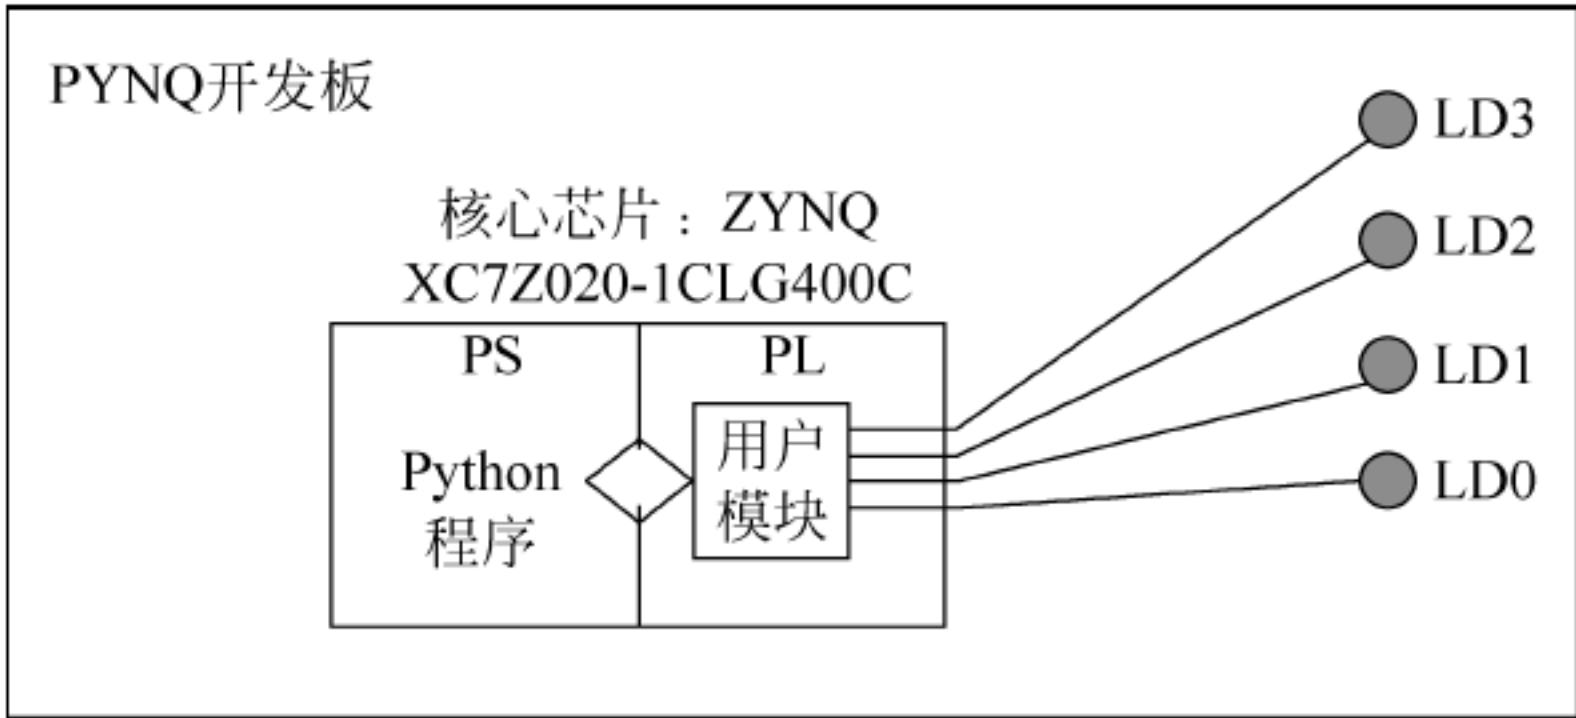 PYNQ开发板
核心芯片：ZYNQ
XC7Z020-1CLG400C
PS
PL
Python
程序
用户
模块
LD3
LD2
LD1
LD0